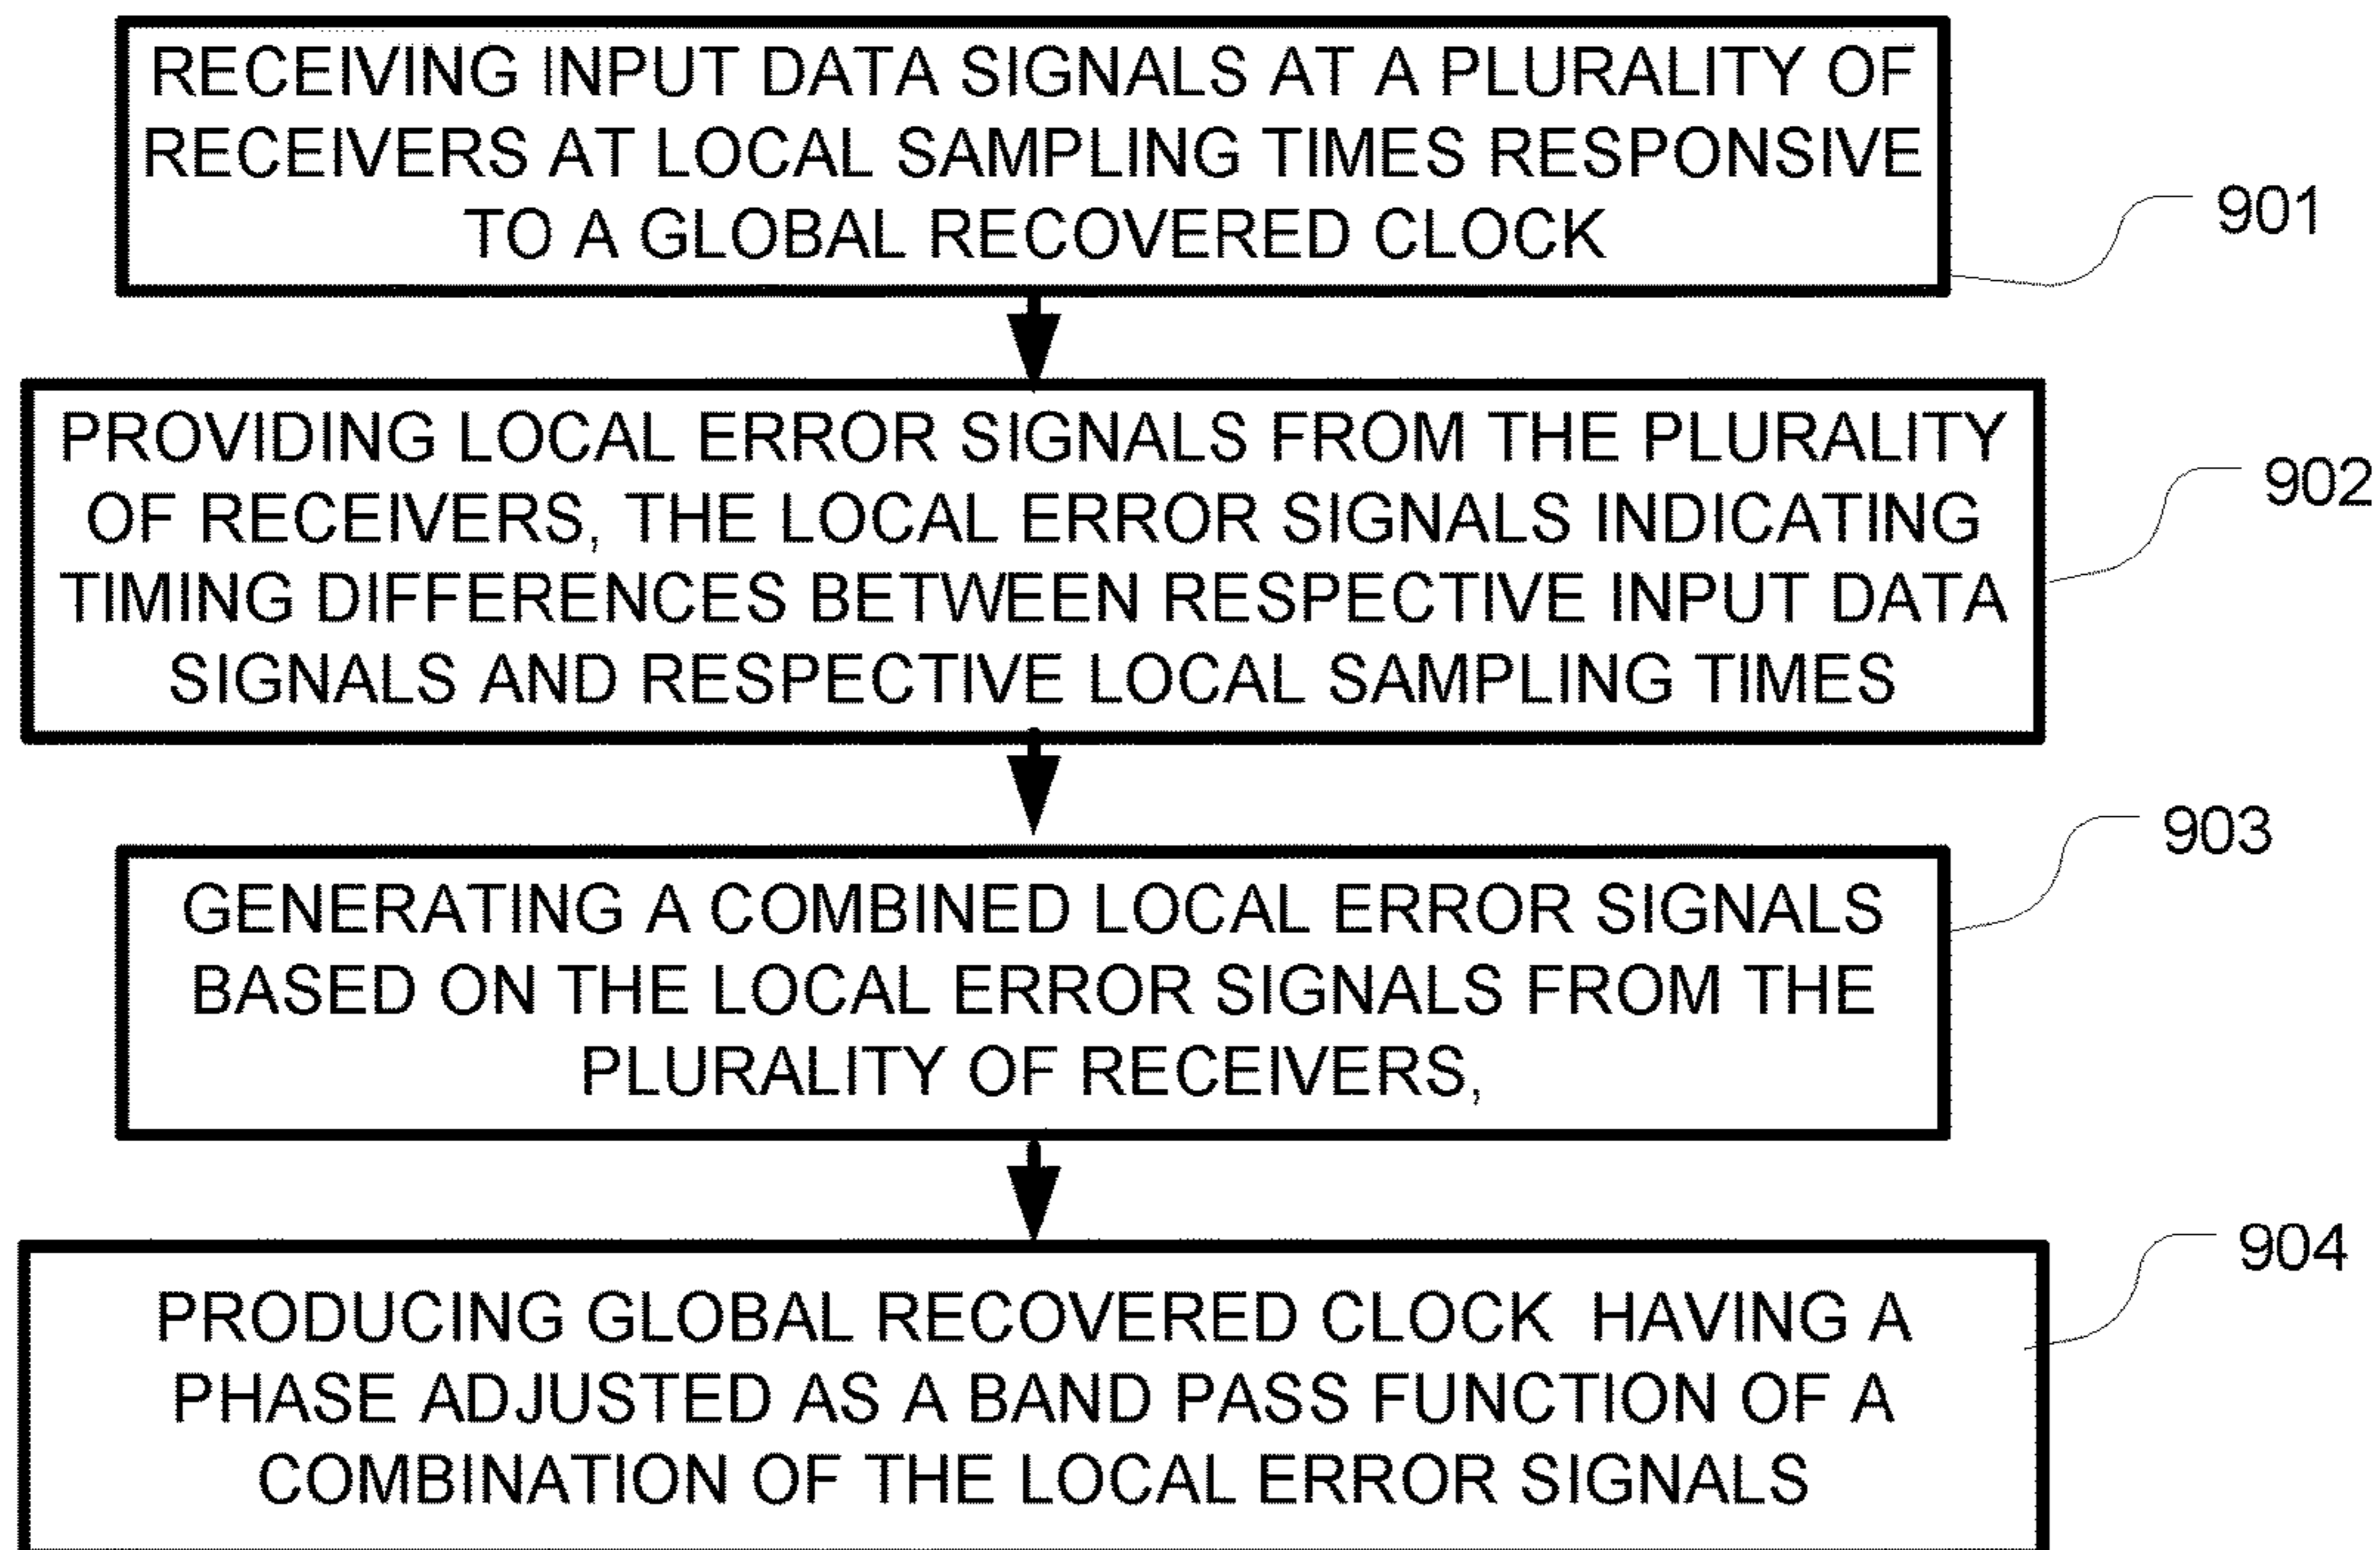 RECEIVING INPUT DATA SIGNALS AT A PLURALITY OF
RECEIVERS AT LOCAL SAMPLING TIMES RESPONSIVE
TO A GLOBAL RECOVERED CLOCK
901
PROVIDING LOCAL ERROR SIGNALS FROM THE PLURALITY
OF RECEIVERS, THE LOCAL ERROR SIGNALS INDICATING
TIMING DIFFERENCES BETWEEN RESPECTIVE INPUT DATA
SIGNALS AND RESPECTIVE LOCAL SAMPLING TIMES
902
GENERATING A COMBINED LOCAL ERROR SIGNALS
BASED ON THE LOCAL ERROR SIGNALS FROM THE
PLURALITY OF RECEIVERS,
903
PRODUCING GLOBAL RECOVERED CLOCK HAVING A
PHASE ADJUSTED AS A BAND PASS FUNCTION OF A
COMBINATION OF THE LOCAL ERROR SIGNALS
904